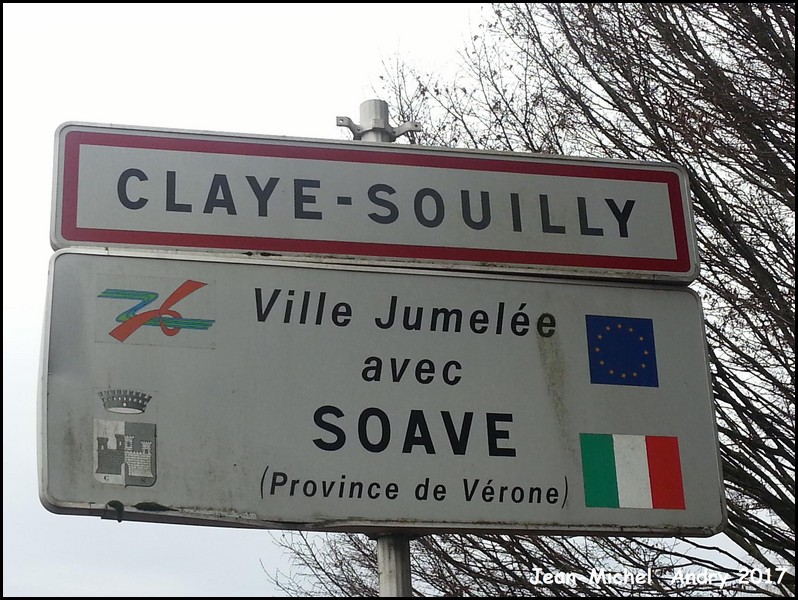 CLAYE-SOUILLY
Ville Jumelée
avec
SOAVE
(Province de Vérone)
Jean-Michel Andry 2017